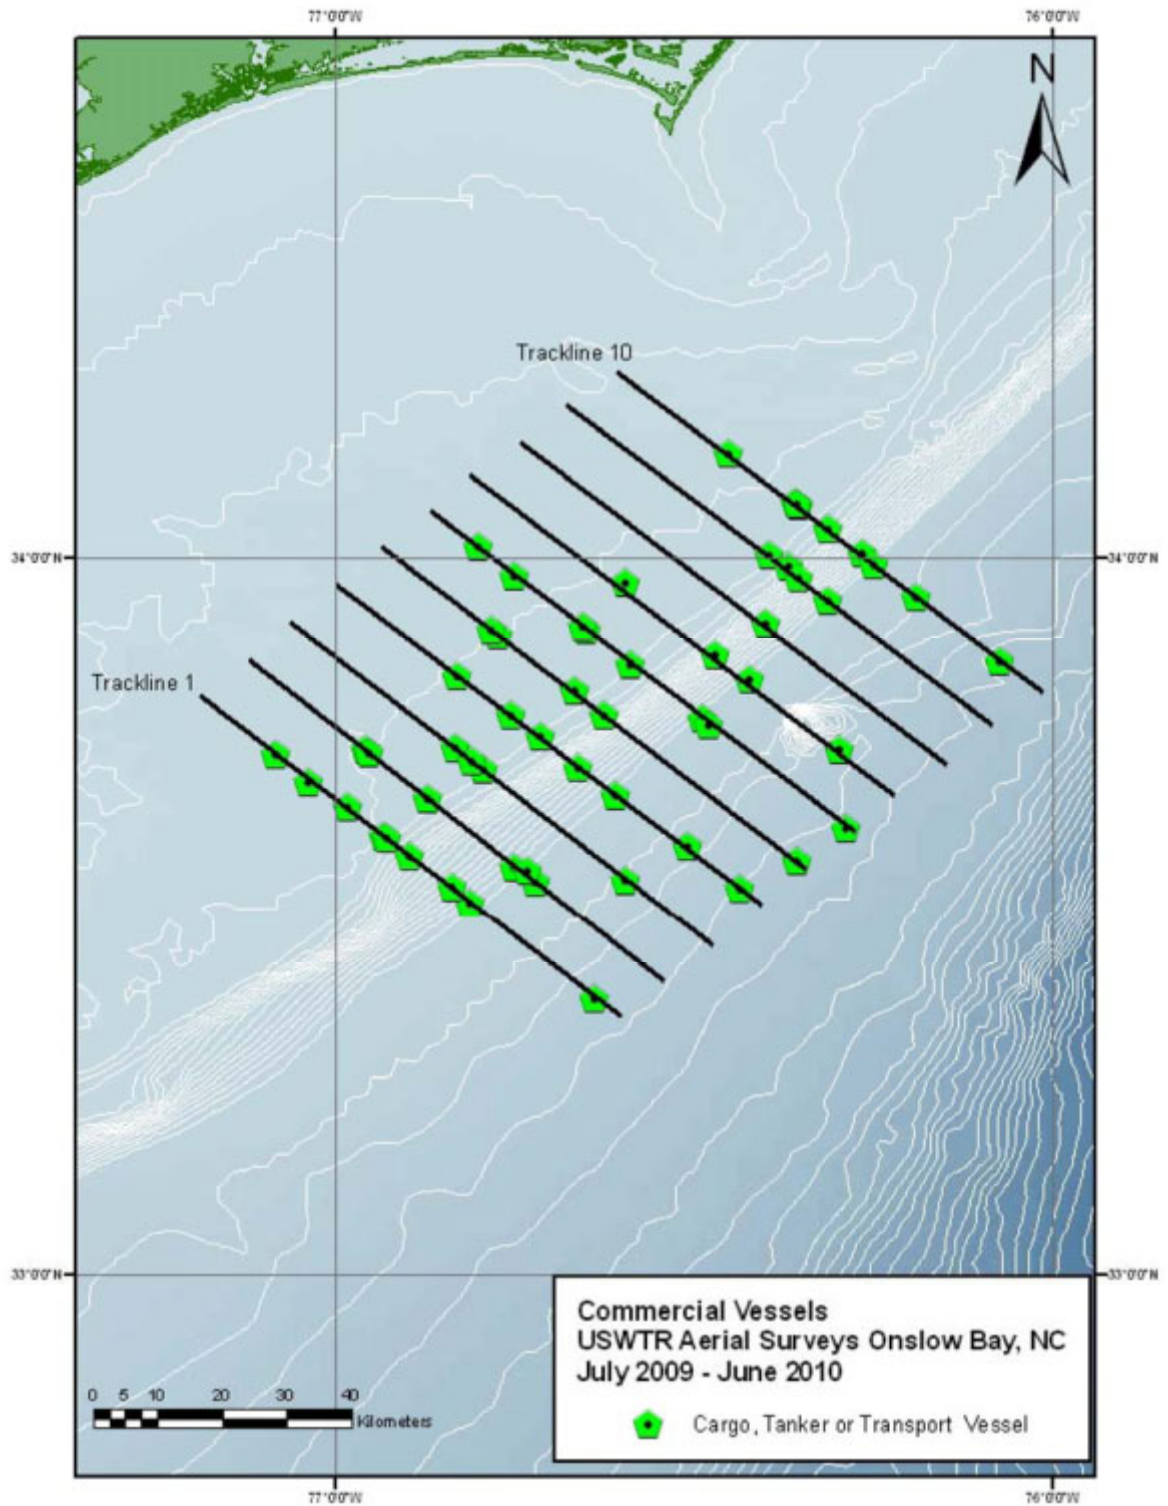 77°0'0"W 76°0'0"W
N
Trackline 10
34°0'0"N 34°0'0"N
Trackline 1
33°0'0"N 33°0'0"N
Commercial Vessels
USWTR Aerial Surveys Onslow Bay, NC
July 2009 - June 2010
0 5 10 20 30 40
Kilometers
Cargo, Tanker or Transport Vessel
77°0'0"W 76°0'0"W